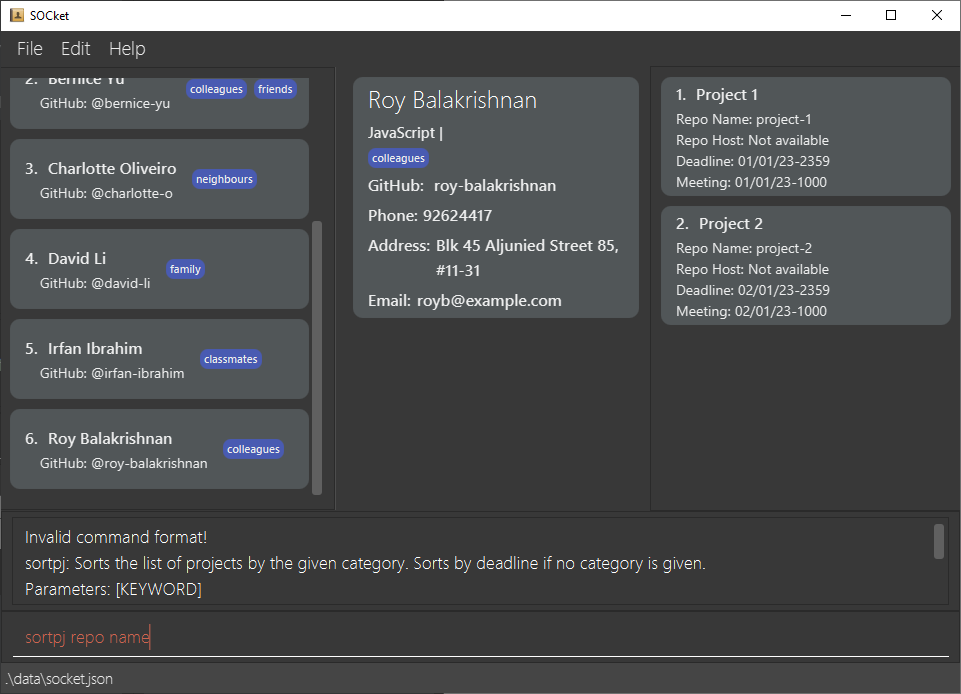 SOCket
File Edit Help
2. Bernice Yu
colleagues friends
GitHub: @bernice-yu
3. Charlotte Oliveiro
neighbours
GitHub: @charlotte-o
4. David Li
family
GitHub: @david-li
5. Irfan Ibrahim
classmates
GitHub: @irfan-ibrahim
6. Roy Balakrishnan
colleagues
GitHub: @roy-balakrishnan
Roy Balakrishnan
JavaScript |
colleagues
GitHub: roy-balakrishnan
Phone: 92624417
Address: Blk 45 Aljunied Street 85,
#11-31
Email: royb@example.com
1. Project 1
Repo Name: project-1
Repo Host: Not available
Deadline: 01/01/23-2359
Meeting: 01/01/23-1000
2. Project 2
Repo Name: project-2
Repo Host: Not available
Deadline: 02/01/23-2359
Meeting: 02/01/23-1000
Invalid command format!
sortpj: Sorts the list of projects by the given category. Sorts by deadline if no category is given.
Parameters: [KEYWORD]
sortpj repo name
.\data\socket.json